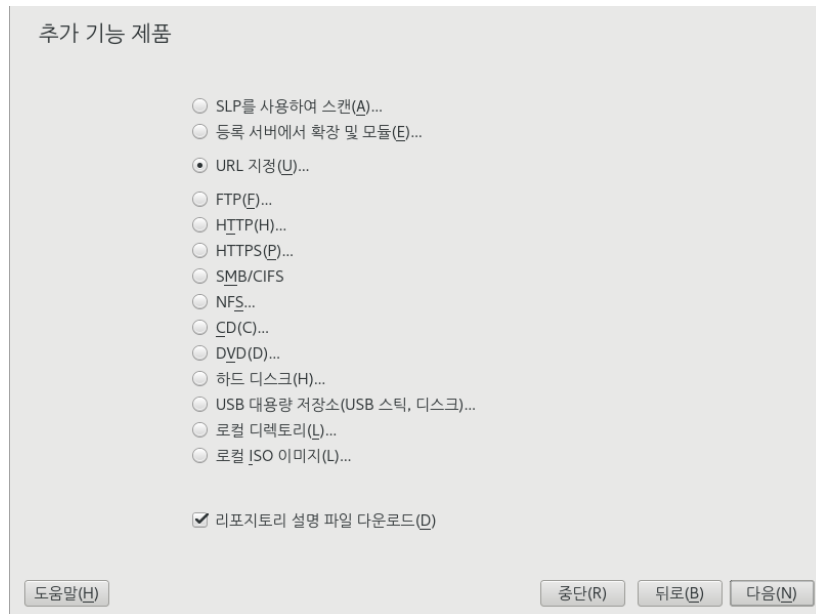 추가 기능 제품
SLP를 사용하여 스캔(A)...
등록 서버에서 확장 및 모듈(E)...
URL 지정(U)...
FTP(F)...
HTTP(H)...
HTTPS(P)...
SMB/CIFS
NFS...
CD(C)...
DVD(D)...
하드 디스크(H)...
USB 대용량 저장소(USB 스틱, 디스크)...
로컬 디렉토리(L)...
로컬 ISO 이미지(L)...
리포지토리 설명 파일 다운로드(D)
도움말(H) 중단(R) 뒤로(B) 다음(N)